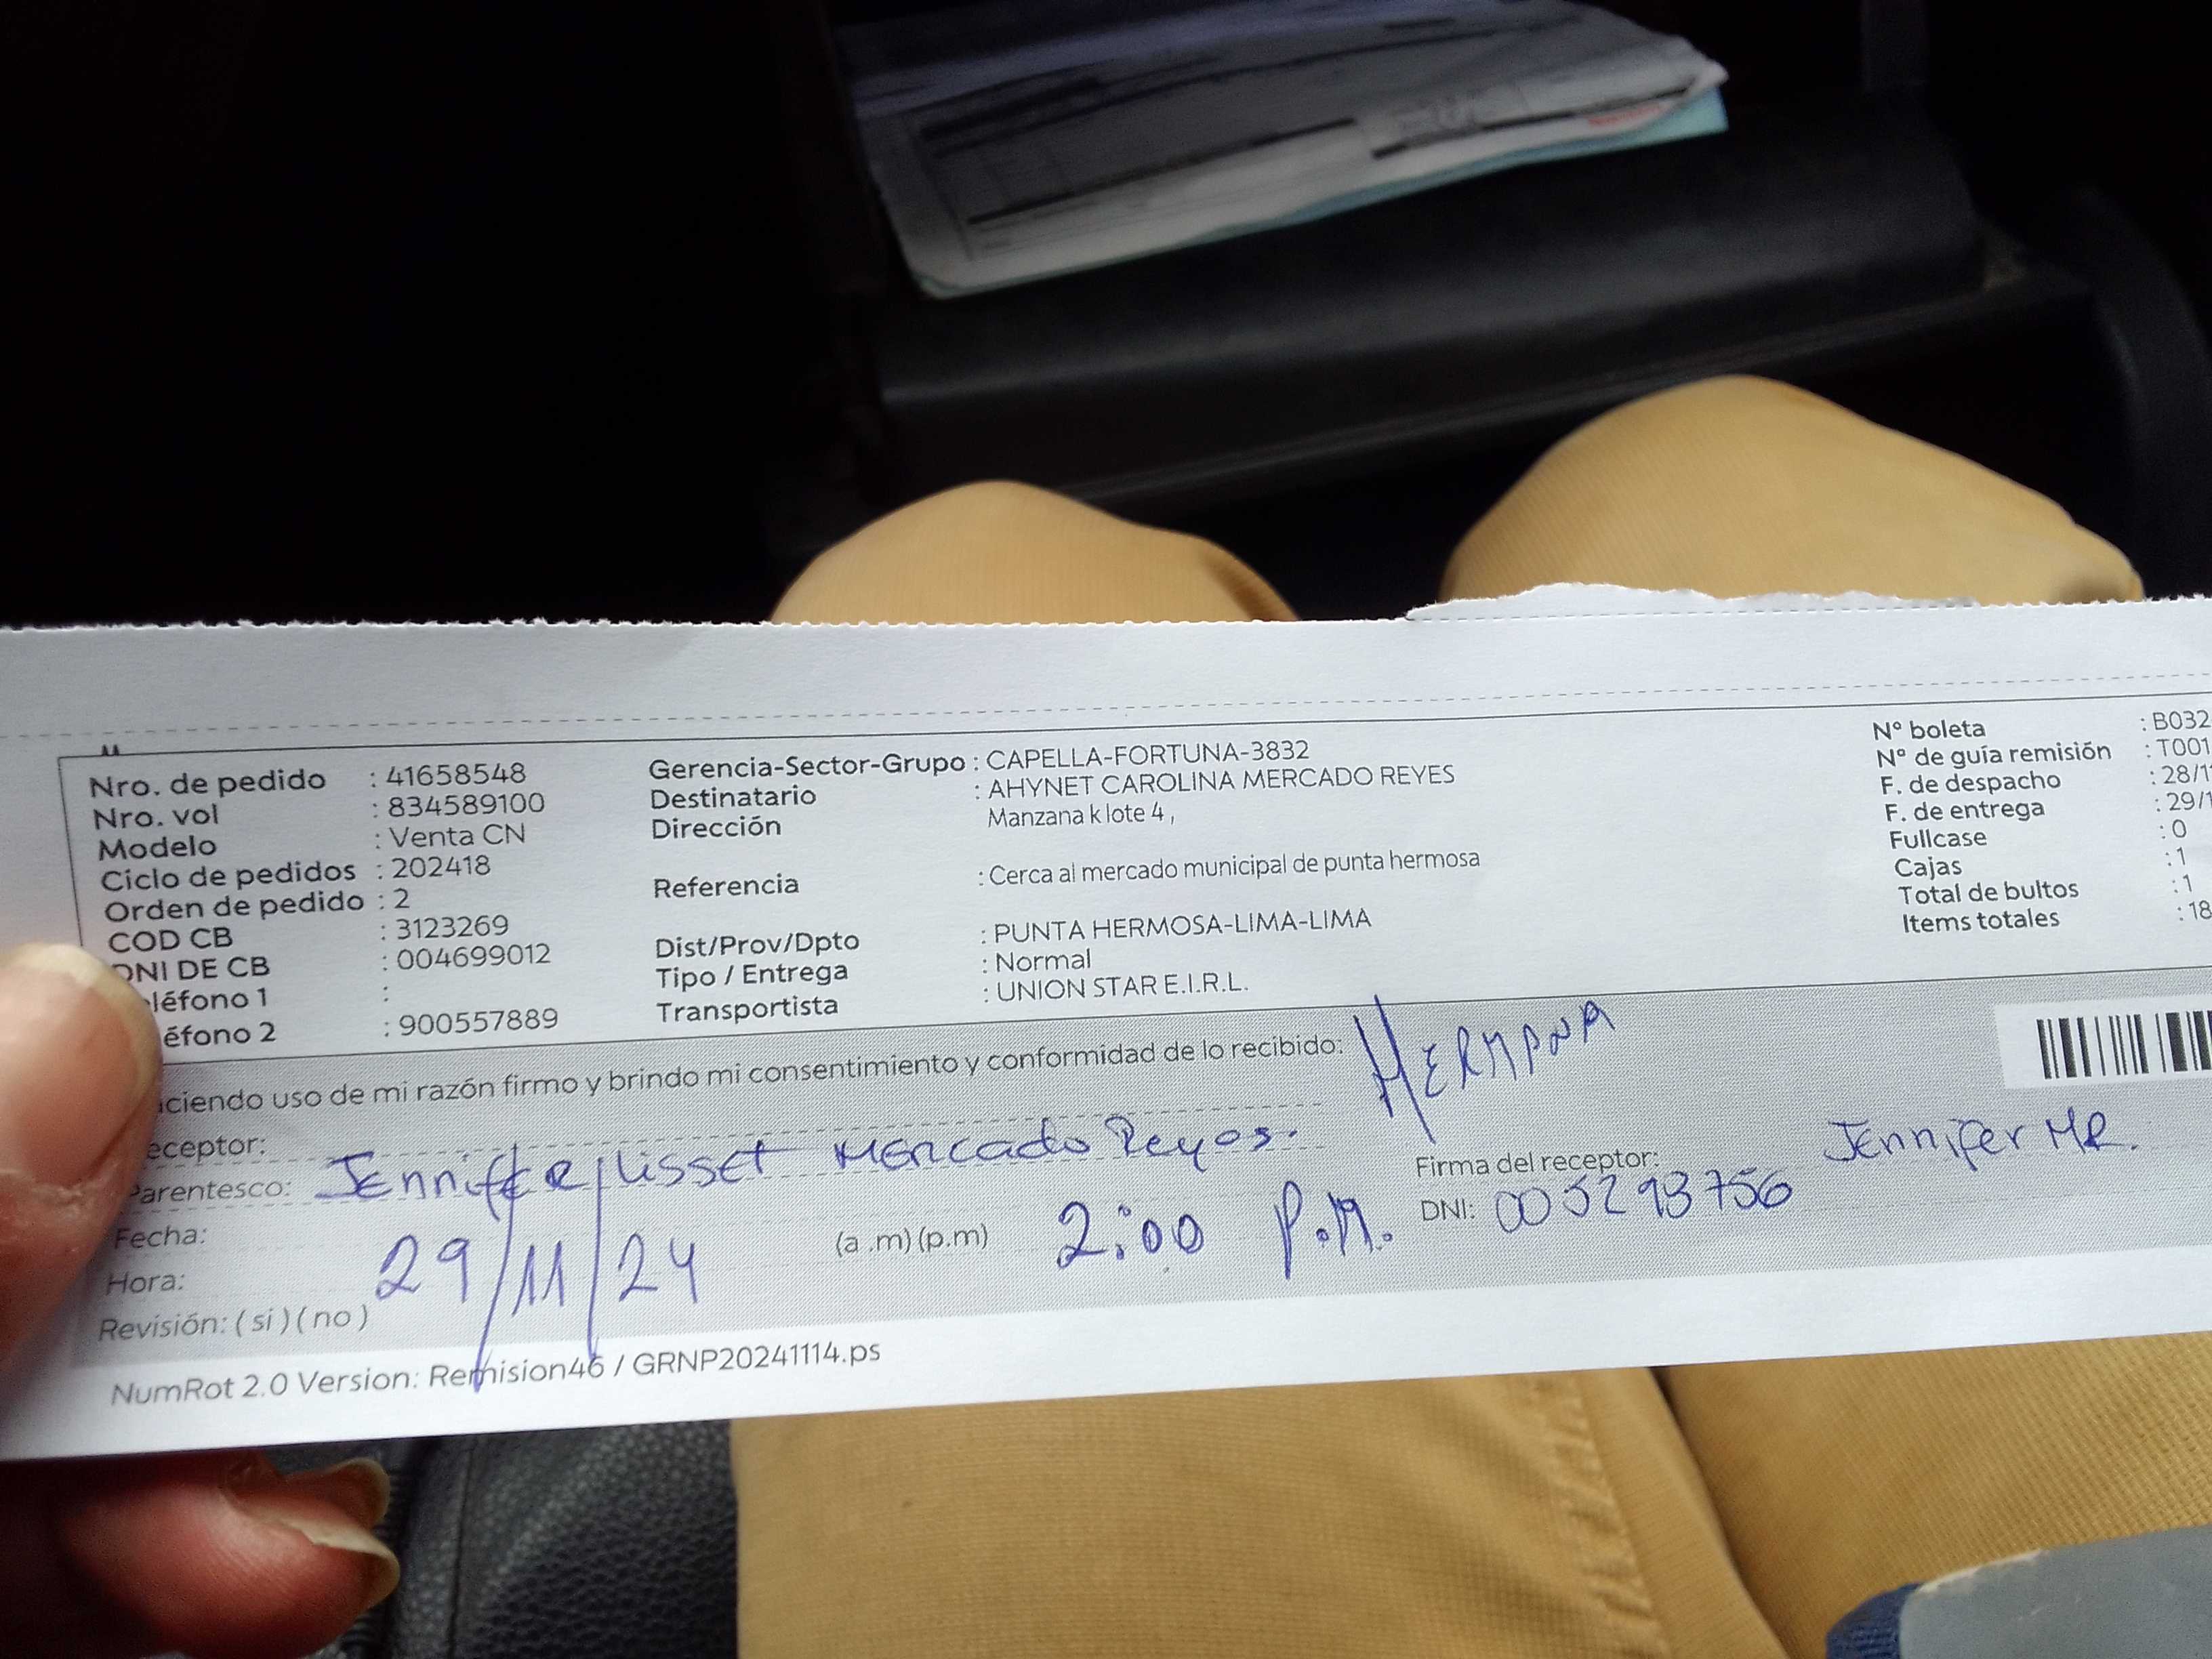 Nro. de pedido : 41658548
Nro. vol : 834589100
Modelo : Venta CN
Ciclo de pedidos : 202418
Orden de pedido : 2
COD CB : 3123269
DNI DE CB : 004699012
léfono 1 :
éfono 2 : 900557889
Gerencia-Sector-Grupo : CAPELLA-FORTUNA-3832
Destinatario : AHYNET CAROLINA MERCADO REYES
Dirección Manzana k lote 4 ,
Referencia : Cerca al mercado municipal de punta hermosa
Dist/Prov/Dpto : PUNTA HERMOSA-LIMA-LIMA
Tipo / Entrega : Normal
Transportista : UNION STAR E.I.R.L.
N° boleta : B032
N° de guía remisión : T001
F. de despacho : 28/1
F. de entrega : 29/1
Fullcase : 0
Cajas : 1
Total de bultos : 1
Items totales : 18
ciendo uso de mi razón firmo y brindo mi consentimiento y conformidad de lo recibido: HERMANA
eceptor:
Parentesco: Jennifer lisset Mercado Reyes.
Firma del receptor: Jennifer MR.
DNI: 005293756
Fecha: 29/11/24
Hora: (a .m) (p.m) 2:00 P.M.
Revisión: ( si ) ( no )
NumRot 2.0 Version: Remision46 / GRNP20241114.ps